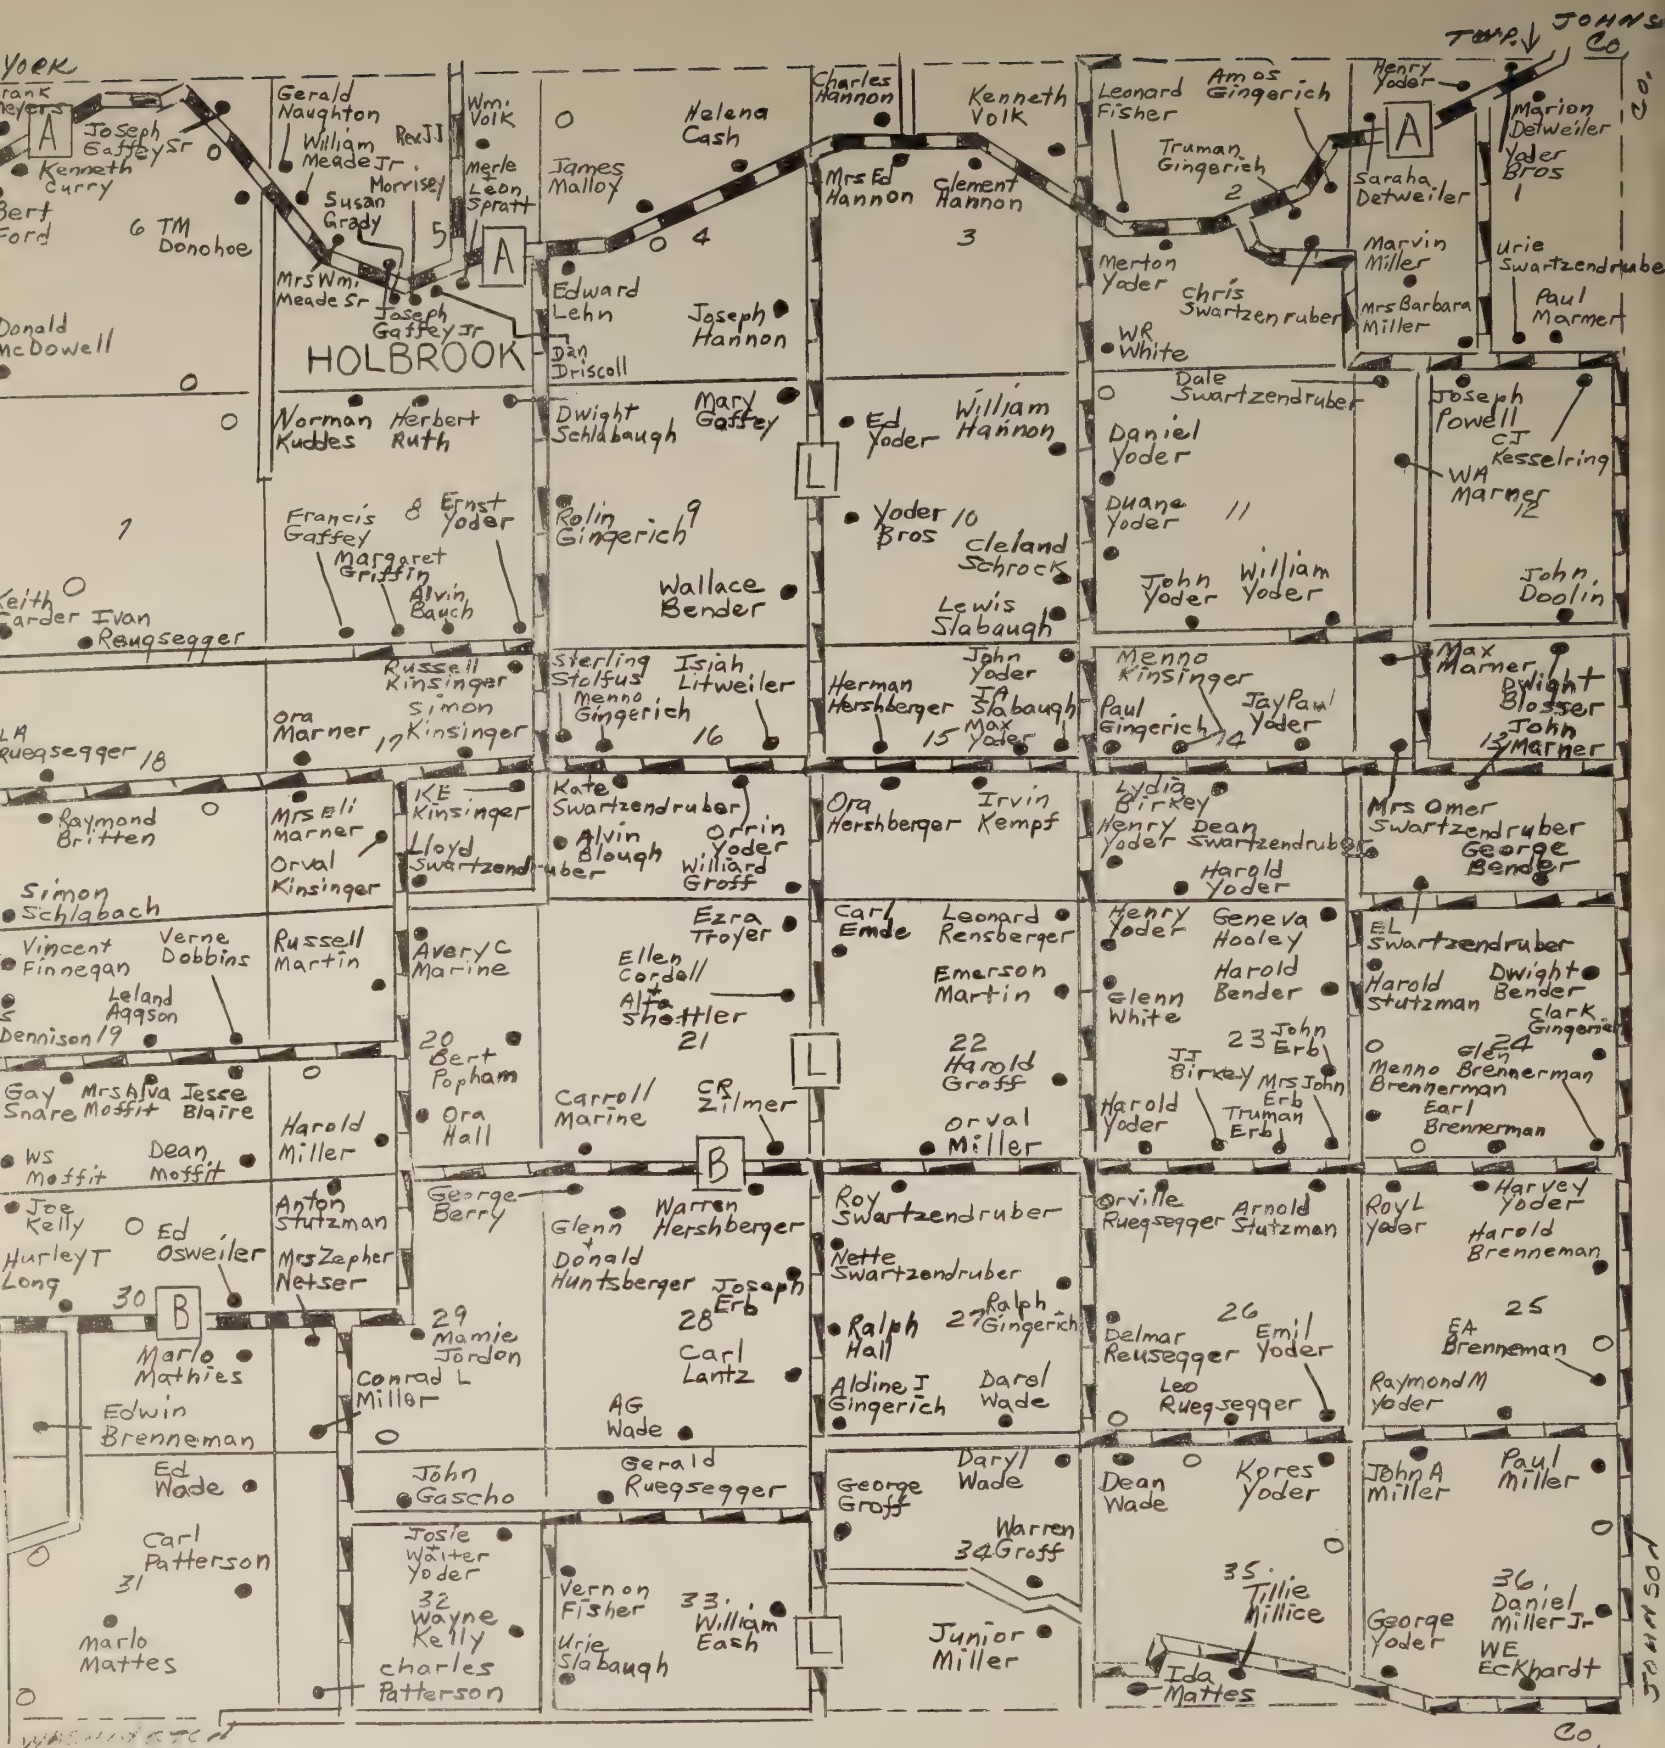 YORK
TWP.
JOHNS
Co.
Co.
A
Joseph
Gaffey Sr
Kenneth
Curry
6
TM
Donohoe
Gerald
Naughton
William
Meade Jr
Susan
Grady
Rev JJ
Morrisey
Mrs Wm.
Meade Sr
Joseph
Gaffey Jr
HOLBROOK
5
Wm.
Volk
Merle
+
Leon
Spratt
A
James
Malloy
Helena
Cash
4
Edward
Lehn
Joseph
Hannon
Dan
Driscoll
Charles
Hannon
Kenneth
Volk
Mrs Ed
Hannon
Clement
Hannon
3
Leonard
Fisher
Amos
Gingerich
Truman
Gingerich
2
Merton
Yoder
Chris
Swartzenruber
WR
White
Henry
Yoder
A
Saraha
Detweiler
Marion
Detweiler
Yoder
Bros
1
Marvin
Miller
Mrs Barbara
Miller
Urie
Swartzendrube
Paul
Marmert
Donald
McDowell
7
Keith
Carder
Ivan
Reugsegger
Norman
Kuddes
Herbert
Ruth
8
Ernst
Yoder
Francis
Gaffey
Margaret
Griffin
Alvin
Bauch
Dwight
Schlabaugh
Mary
Gaffey
Rolin
Gingerich
9
Wallace
Bender
L
Ed
Yoder
William
Hannon
Yoder
Bros
10
Cleland
Schrock
Lewis
Slabaugh
Daniel
Yoder
Duane
Yoder
11
John
Yoder
William
Yoder
Dale
Swartzendruber
Joseph
Powell
CJ
Kesselring
WA
Marner
12
John
Doolin
LA
Ruegsegger
18
Ora
Marner
17
Russell
Kinsinger
Simon
Kinsinger
Sterling
Stolfus
Menno
Gingerich
Isiah
Litweiler
16
Herman
Hershberger
15
John
Yoder
JA
Slabaugh
Max
Yoder
Menno
Kinsinger
Paul
Gingerich
14
Jay Paul
Yoder
Max
Marner
Dwight
Blosser
John
Marner
13
Raymond
Britten
Simon
Schlabach
Mrs Eli
Marner
Orval
Kinsinger
KE
Kinsinger
Lloyd
Swartzendruber
Kate
Swartzendruber
Alvin
Blough
Orrin
Yoder
Williard
Groff
Ora
Hershberger
Irvin
Kempf
Lydia
Birkey
Henry
Yoder
Dean
Swartzendruber
Harold
Yoder
Mrs Omer
Swartzendruber
George
Bender
Vincent
Finnegan
Verne
Dobbins
Leland
Aggson
Dennison
19
Russell
Martin
Avery C
Marine
20
Bert
Popham
Ora
Hall
Ezra
Troyer
Ellen
Cordell
+
Alta
Shottler
21
Carroll
Marine
CR
Zilmer
L
B
Carl
Emde
Leonard
Rensberger
Emerson
Martin
22
Harold
Groff
Orval
Miller
Henry
Yoder
Geneva
Hooley
Harold
Bender
Glenn
White
23
John
Erb
JJ
Birkey
Mrs John
Erb
Harold
Yoder
Truman
Erb
EL
Swartzendruber
Harold
Stutzman
Dwight
Bender
Clark
24
Menno
Brennerman
Glen
Brennerman
Earl
Brennerman
Gay
Snare
Mrs Alva
Moffit
Jesse
Blaire
WS
Moffit
Dean
Moffit
Harold
Miller
Joe
Kelly
Hurley T
Long
Ed
Osweiler
30
B
Anton
Stutzman
Mrs Zepher
Netser
George
Berry
29
Mamie
Jordon
Glenn
+
Donald
Huntsberger
Warren
Hershberger
Joseph
Erb
28
Carl
Lantz
AG
Wade
Roy
Swartzendruber
Nette
Swartzendruber
Ralph
Hall
27
Ralph
Gingerich
Aldine J
Gingerich
Darel
Wade
Orville
Ruegsegger
Arnold
Stutzman
26
Delmar
Reusegger
Emil
Yoder
Leo
Ruegsegger
Roy L
Yoder
Harvey
Yoder
Harold
Brenneman
25
EA
Brenneman
Raymond M
Yoder
Marlo
Mathies
Edwin
Brenneman
Conrad L
Miller
Ed
Wade
Carl
Patterson
31
Marlo
Mattes
John
Gascho
Josie
+
Walter
Yoder
32
Wayne
Kelly
Charles
Patterson
Gerald
Ruegsegger
Vernon
Fisher
33.
William
Eash
Urie
Slabaugh
L
George
Groff
Daryl
Wade
Warren
Groff
34
Junior
Miller
Dean
Wade
Kores
Yoder
35.
Tillie
Millice
Ida
Mattes
John A
Miller
Paul
Miller
36
Daniel
Miller Jr
George
Yoder
WE
Eckhardt
JOHNSON
WASHINGTON
Co.